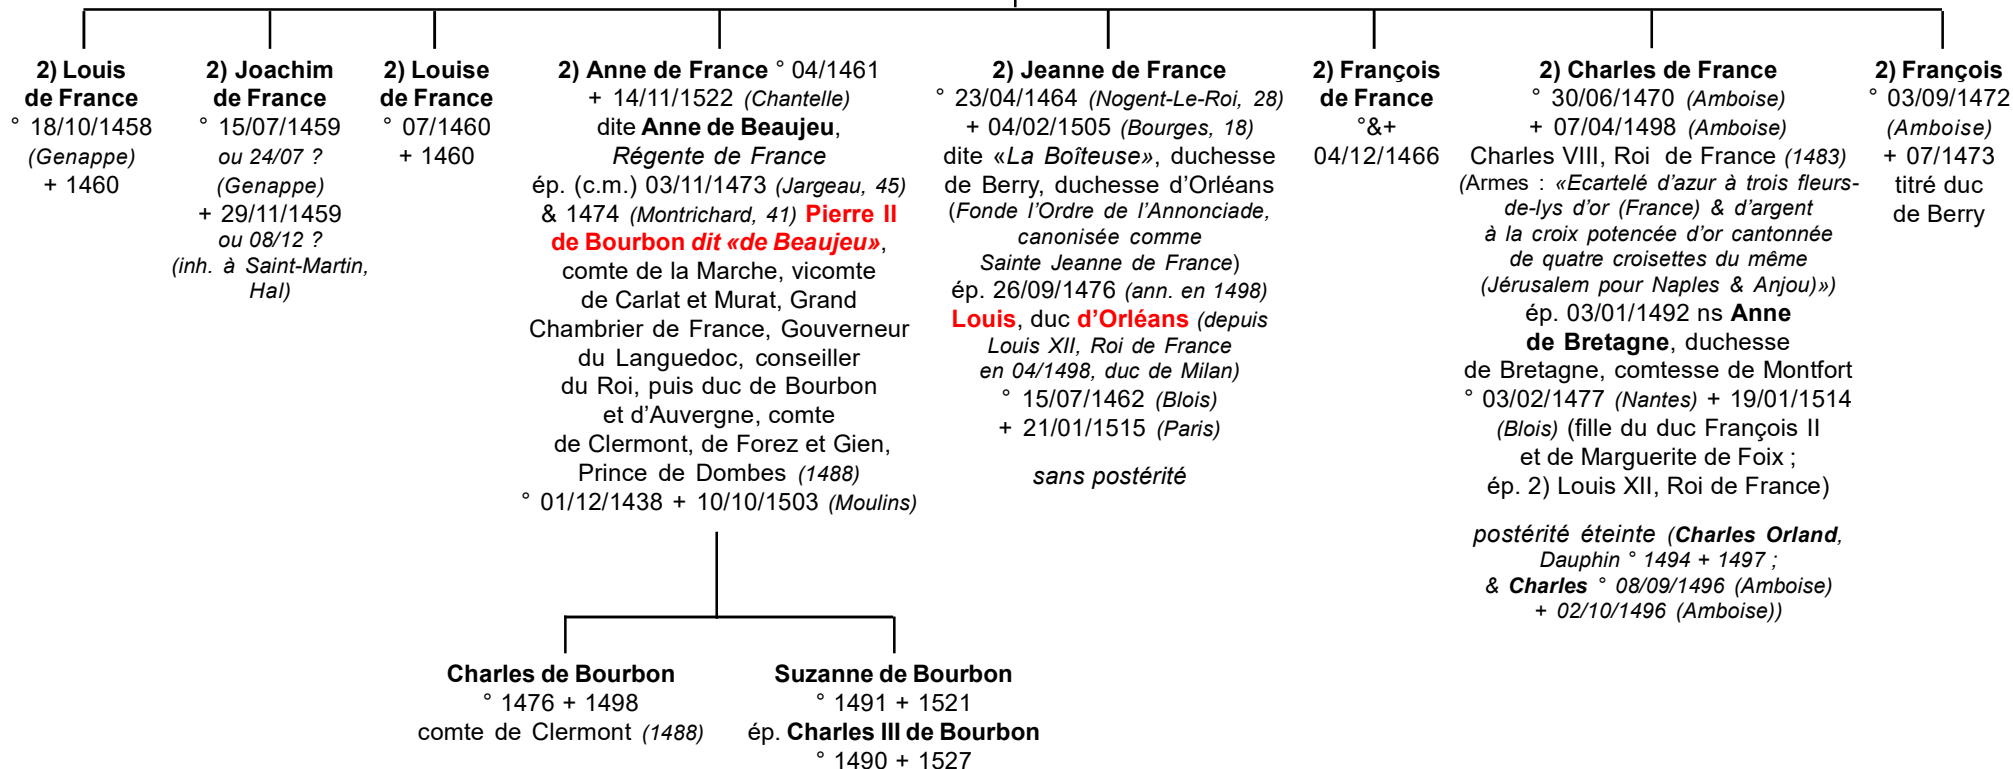 2) Louis
de France
° 18/10/1458
(Genappe)
+ 1460
2) Joachim
de France
° 15/07/1459
ou 24/07 ?
(Genappe)
+ 29/11/1459
ou 08/12 ?
(inh. à Saint-Martin,
Hal)
2) Louise
de France
° 07/1460
+ 1460
2) Anne de France ° 04/1461
+ 14/11/1522 (Chantelle)
dite Anne de Beaujeu,
Régente de France
ép. (c.m.) 03/11/1473 (Jargeau, 45)
& 1474 (Montrichard, 41) Pierre II
de Bourbon dit «de Beaujeu»,
comte de la Marche, vicomte
de Carlat et Murat, Grand
Chambrier de France, Gouverneur
du Languedoc, conseiller
du Roi, puis duc de Bourbon
et d'Auvergne, comte
de Clermont, de Forez et Gien,
Prince de Dombes (1488)
° 01/12/1438 + 10/10/1503 (Moulins)
2) Jeanne de France
° 23/04/1464 (Nogent-Le-Roi, 28)
+ 04/02/1505 (Bourges, 18)
dite «La Boîteuse», duchesse
de Berry, duchesse d'Orléans
(Fonde l'Ordre de l'Annonciade,
canonisée comme
Sainte Jeanne de France)
ép. 26/09/1476 (ann. en 1498)
Louis, duc d'Orléans (depuis
Louis XII, Roi de France
en 04/1498, duc de Milan)
° 15/07/1462 (Blois)
+ 21/01/1515 (Paris)
sans postérité
2) François
de France
°&+
04/12/1466
2) Charles de France
° 30/06/1470 (Amboise)
+ 07/04/1498 (Amboise)
Charles VIII, Roi de France (1483)
(Armes : «Ecartelé d'azur à trois fleurs-
de-lys d'or (France) & d'argent
à la croix potencée d'or cantonnée
de quatre croisettes du même
(Jérusalem pour Naples & Anjou)»)
ép. 03/01/1492 ns Anne
de Bretagne, duchesse
de Bretagne, comtesse de Montfort
° 03/02/1477 (Nantes) + 19/01/1514
(Blois) (fille du duc François II
et de Marguerite de Foix ;
ép. 2) Louis XII, Roi de France)
postérité éteinte (Charles Orland,
Dauphin ° 1494 + 1497 ;
& Charles ° 08/09/1496 (Amboise)
+ 02/10/1496 (Amboise))
2) François
° 03/09/1472
(Amboise)
+ 07/1473
titré duc
de Berry
Charles de Bourbon
° 1476 + 1498
comte de Clermont (1488)
Suzanne de Bourbon
° 1491 + 1521
ép. Charles III de Bourbon
° 1490 + 1527